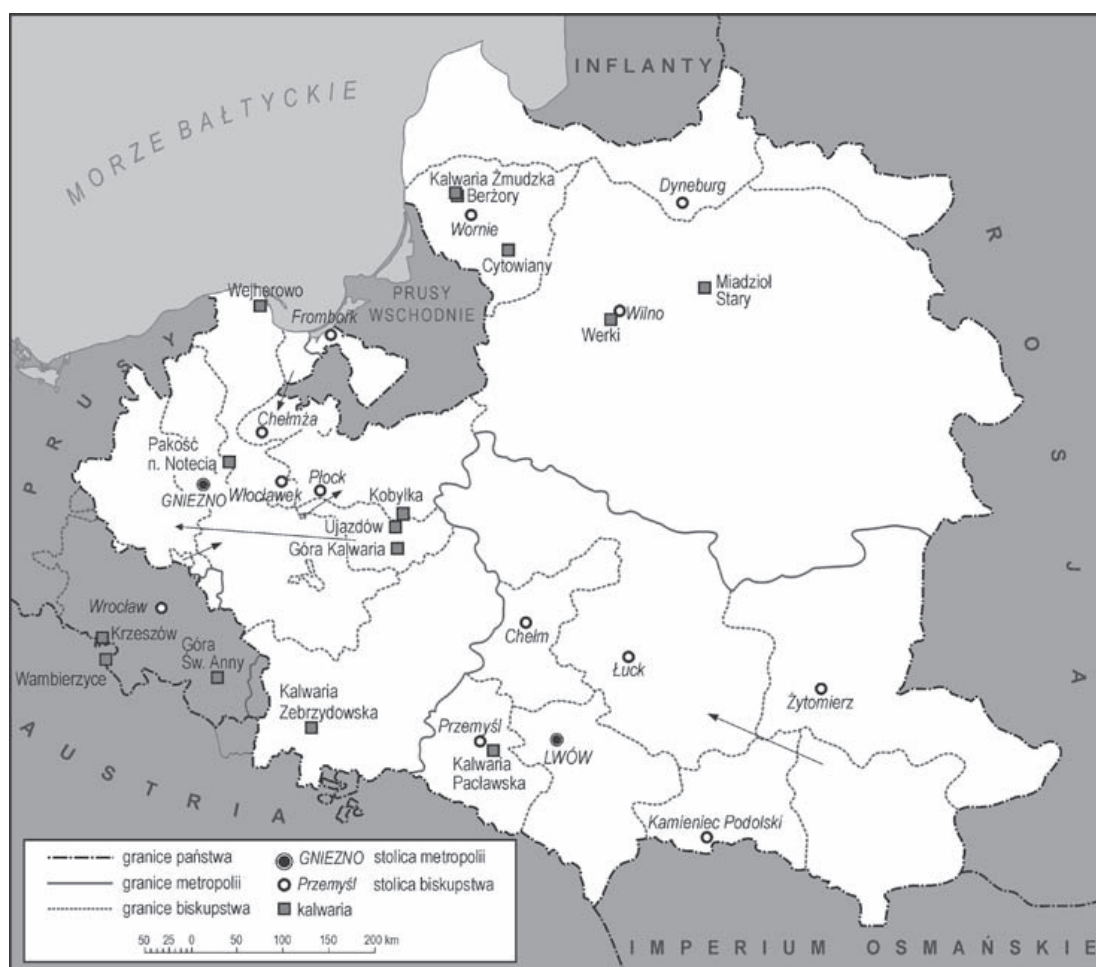 INFLANTY
MORZE BAŁTYCKIE
Kalwaria Żmudzka
Berżory
Wornie
Cytowiany
Dyneburg
ROSJA
Miadzioł
Stary
Wilno
Werki
Wejherowo
PRUSY
WSCHODNIE
Frombork
PRUSY
Chełmża
Pakość
n. Notecią
GNIEZNO
Włocławek
Płock
Kobyłka
Ujazdów
Góra Kalwaria
Wrocław
Krzeszów
Góra
Św. Anny
Wambierzyce
Chełm
Łuck
Żytomierz
Kalwaria
Zebrzydowska
Przemyśl
LWÓW
Kalwaria
Pacławska
AUSTRIA
Kamieniec Podolski
granice państwa
GNIEZNO stolica metropolii
granice metropolii
Przemyśl stolica biskupstwa
granice biskupstwa
kalwaria
50 25 0 50 100 150 200 km
IMPERIUM OSMAŃSKIE